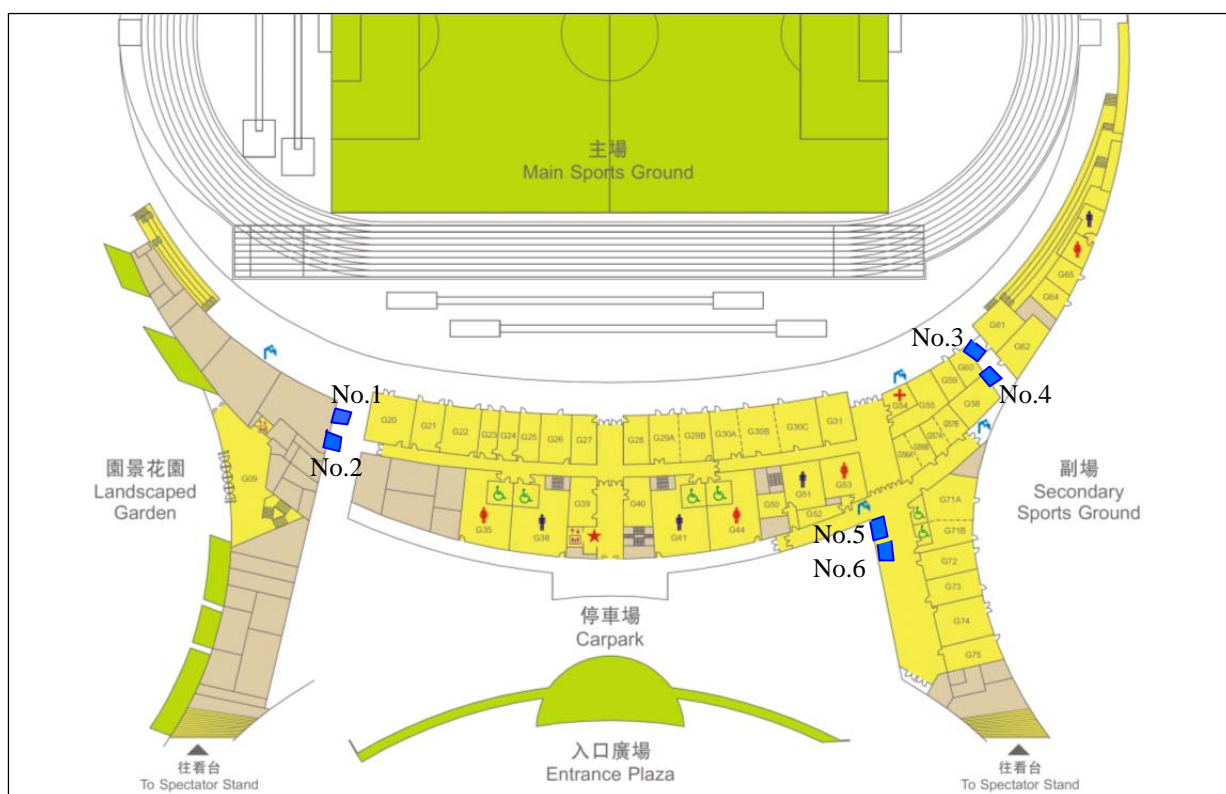 主場
Main Sports Ground
G65
G64
G61
G62
No.3
G60
G59
G58
No.4
G54
G55
G57B
G57A
G56B
G56A
No.1
No.2
G20
G21
G22
G23
G24
G25
G26
G27
G28
G29A
G29B
G30A
G30B
G30C
G31
園景花園
Landscaped
Garden
G09
G35
G38
G39
G40
G41
G44
G50
G51
G52
G53
副場
Secondary
Sports Ground
G71A
G71B
G72
G73
G74
G75
No.5
No.6
停車場
Carpark
入口廣場
Entrance Plaza
往看台
To Spectator Stand
往看台
To Spectator Stand